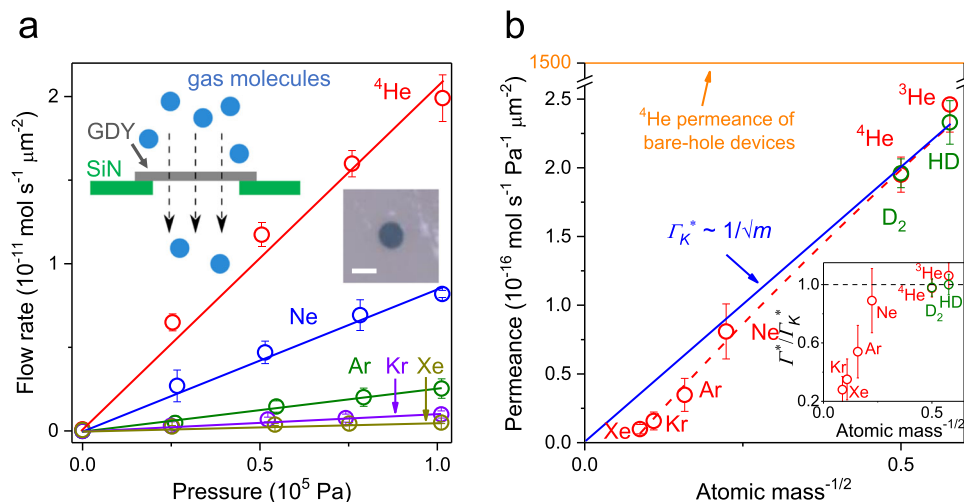 a
gas molecules
GDY
SiN
⁴He
Ne
Ar
Kr
Xe
Flow rate (10⁻¹¹ mol s⁻¹ μm⁻²)
2
1
0
0.0
0.5
1.0
Pressure (10⁵ Pa)
b
1500
⁴He permeance of
bare-hole devices
³He
⁴He
HD
D₂
Γ_K* ~ 1/√m
Ne
Ar
Kr
Xe
Permeance (10⁻¹⁶ mol s⁻¹ Pa⁻¹ μm⁻²)
2.5
2.0
1.5
1.0
0.5
0.0
0.0
0.5
Atomic mass⁻¹/²
Γ*/Γ_K*
1.0
0.6
0.2
³He
⁴He
HD
D₂
Ne
Ar
Kr
Xe
0.0
0.5
Atomic mass⁻¹/²